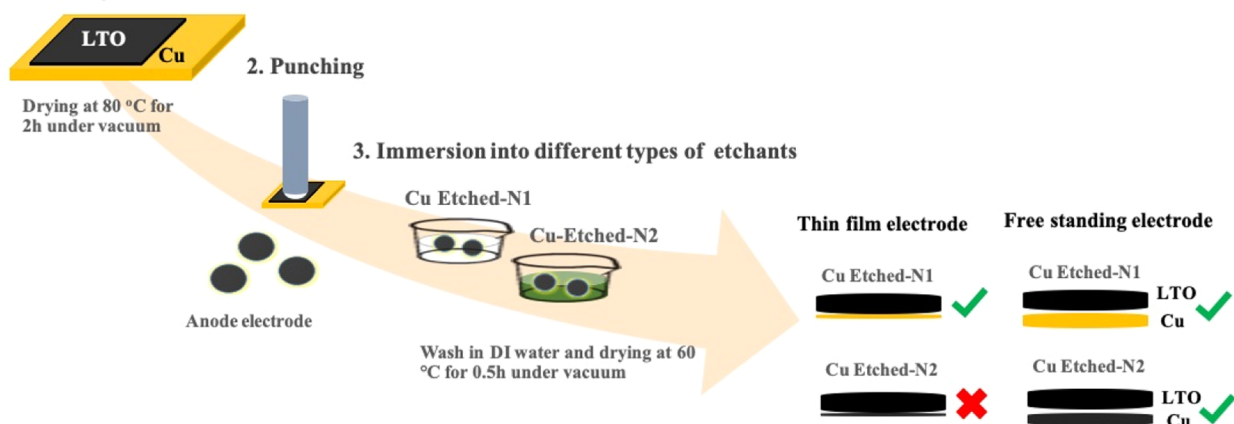 LTO
Cu
Drying at 80 °C for
2h under vacuum
2. Punching
Anode electrode
3. Immersion into different types of etchants
Cu Etched-N1
Cu-Etched-N2
Wash in DI water and drying at 60
°C for 0.5h under vacuum
Thin film electrode
Cu Etched-N1
Cu Etched-N2
Free standing electrode
Cu Etched-N1
LTO
Cu
Cu Etched-N2
LTO
Cu